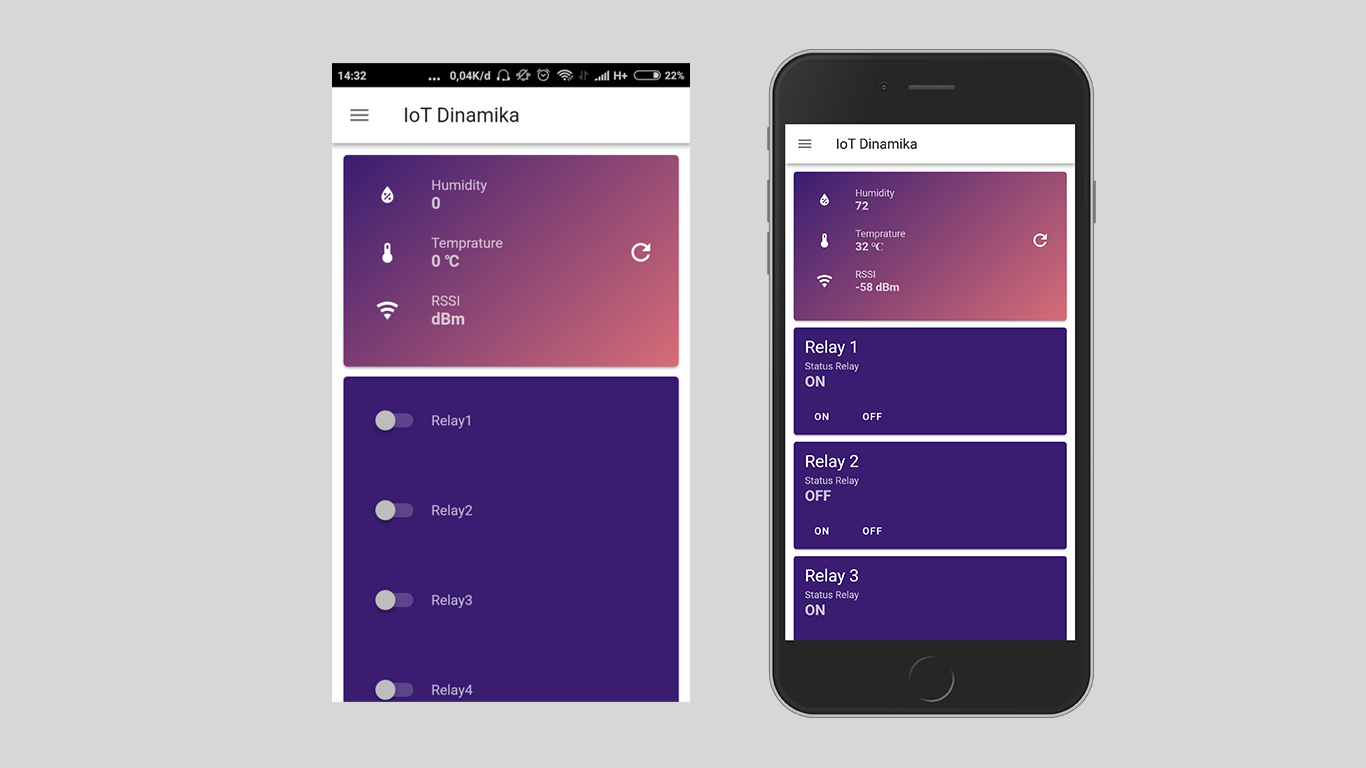 14:32 ... 0,04K/d H+ 22%
IoT Dinamika
Humidity
0
Temprature
0 ℃
RSSI
dBm
Relay1
Relay2
Relay3
Relay4
IoT Dinamika
Humidity
72
Temprature
32 ℃
RSSI
-58 dBm
Relay 1
Status Relay
ON
ON OFF
Relay 2
Status Relay
OFF
ON OFF
Relay 3
Status Relay
ON